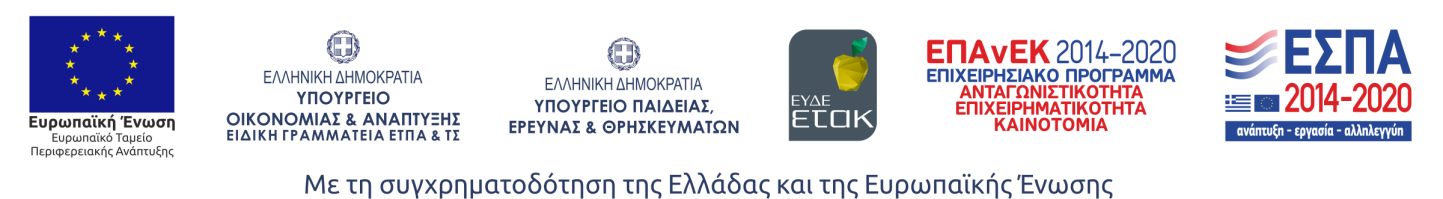 Ευρωπαϊκή Ένωση
Ευρωπαϊκό Ταμείο
Περιφερειακής Ανάπτυξης
ΕΛΛΗΝΙΚΗ ΔΗΜΟΚΡΑΤΙΑ
ΥΠΟΥΡΓΕΙΟ
ΟΙΚΟΝΟΜΙΑΣ & ΑΝΑΠΤΥΞΗΣ
ΕΙΔΙΚΗ ΓΡΑΜΜΑΤΕΙΑ ΕΤΠΑ & ΤΣ
ΕΛΛΗΝΙΚΗ ΔΗΜΟΚΡΑΤΙΑ
ΥΠΟΥΡΓΕΙΟ ΠΑΙΔΕΙΑΣ,
ΕΡΕΥΝΑΣ & ΘΡΗΣΚΕΥΜΑΤΩΝ
ΕΥΔΕ
ΕΤΑΚ
ΕΠΑνΕΚ 2014–2020
ΕΠΙΧΕΙΡΗΣΙΑΚΟ ΠΡΟΓΡΑΜΜΑ
ΑΝΤΑΓΩΝΙΣΤΙΚΟΤΗΤΑ
ΕΠΙΧΕΙΡΗΜΑΤΙΚΟΤΗΤΑ
ΚΑΙΝΟΤΟΜΙΑ
ΕΣΠΑ
2014-2020
ανάπτυξη - εργασία - αλληλεγγύη
Με τη συγχρηματοδότηση της Ελλάδας και της Ευρωπαϊκής Ένωσης